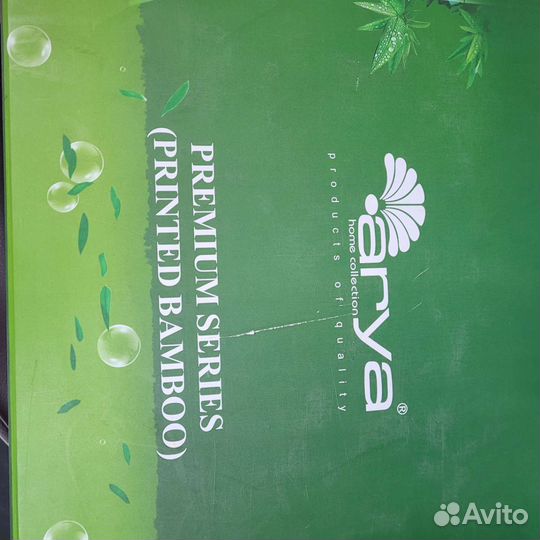 arya®
home collection
products of quality
PREMIUM SERIES
(PRINTED BAMBOO)
Avito